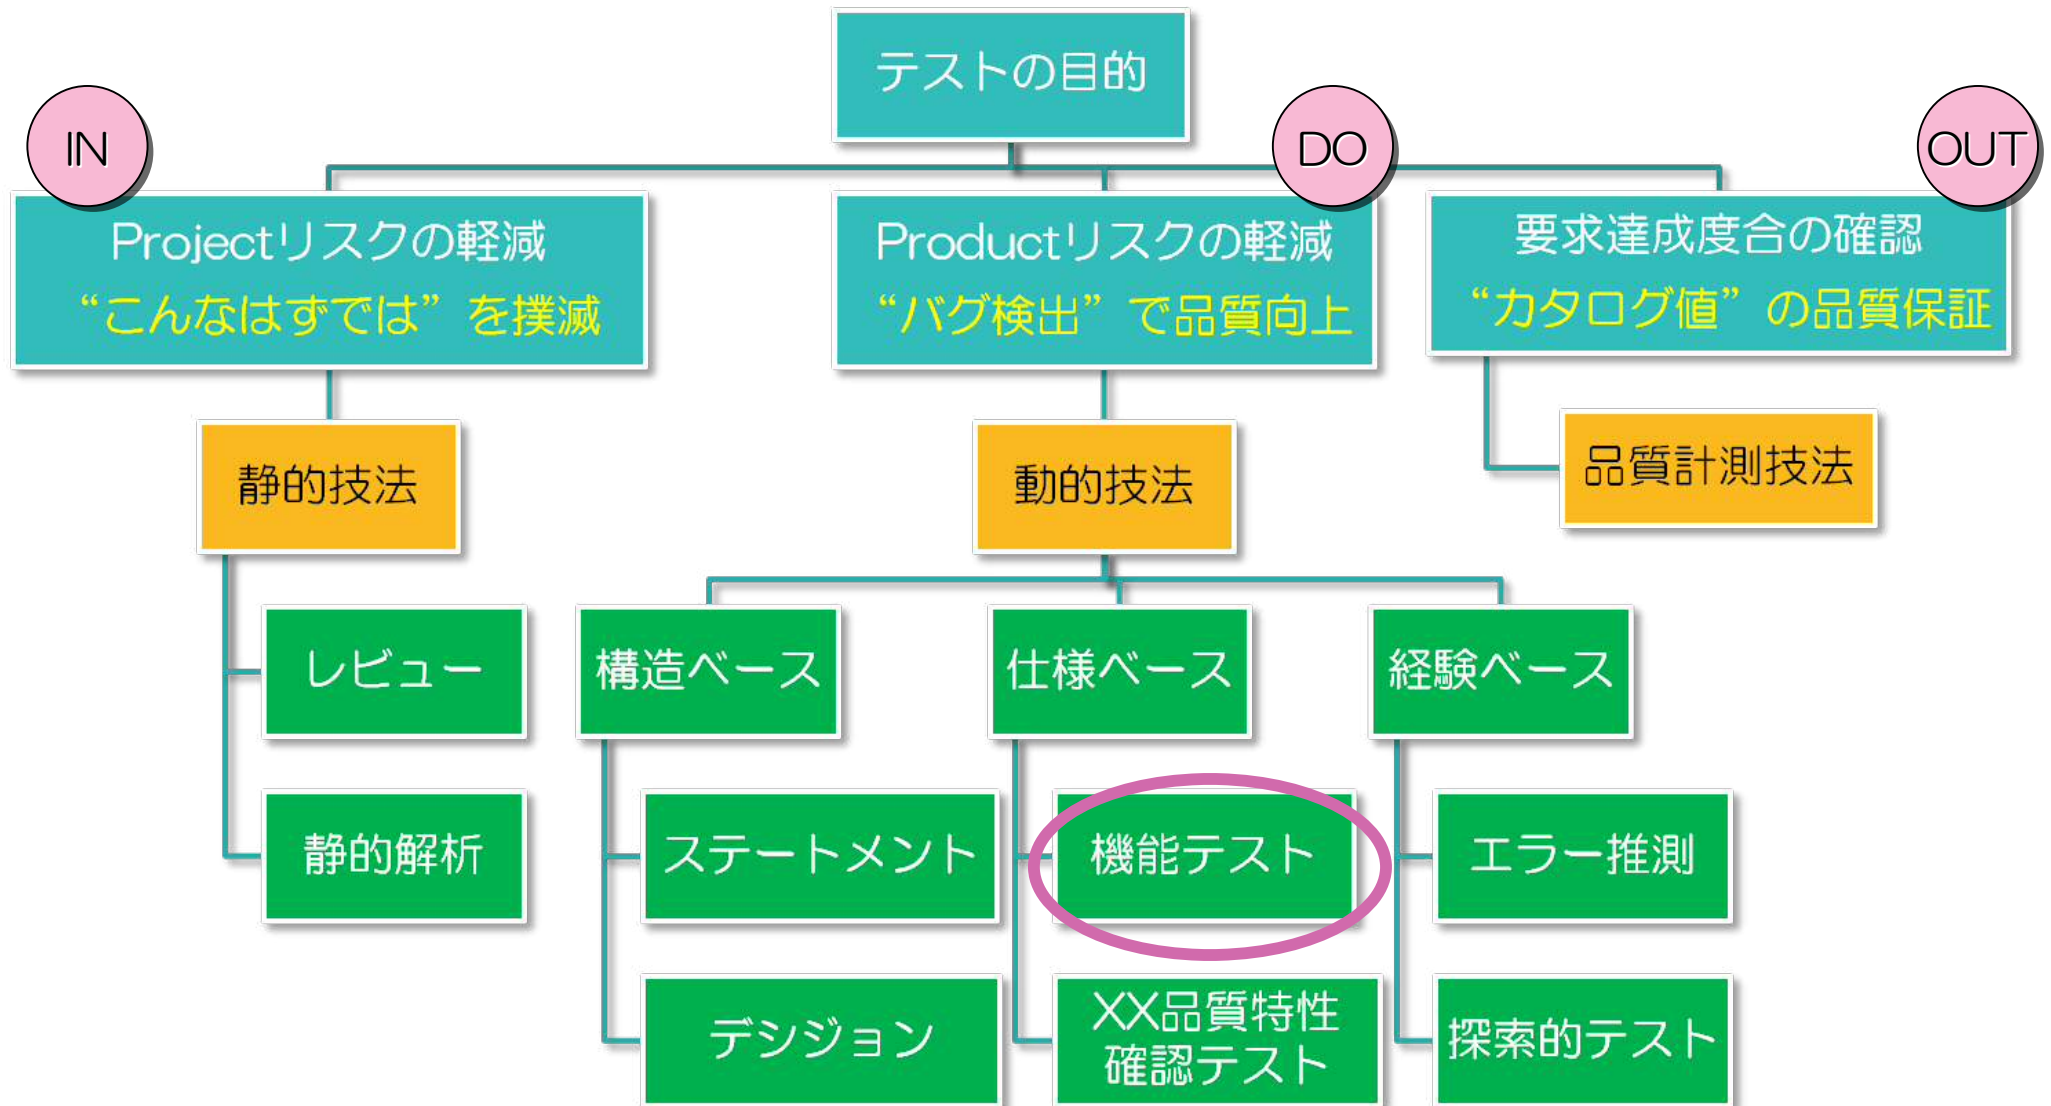 テストの目的
IN
DO
OUT
Projectリスクの軽減
“こんなはずでは”を撲滅
Productリスクの軽減
“バグ検出”で品質向上
要求達成度合の確認
“カタログ値”の品質保証
静的技法
動的技法
品質計測技法
レビュー
構造ベース
仕様ベース
経験ベース
静的解析
ステートメント
機能テスト
エラー推測
デシジョン
XX品質特性
確認テスト
探索的テスト